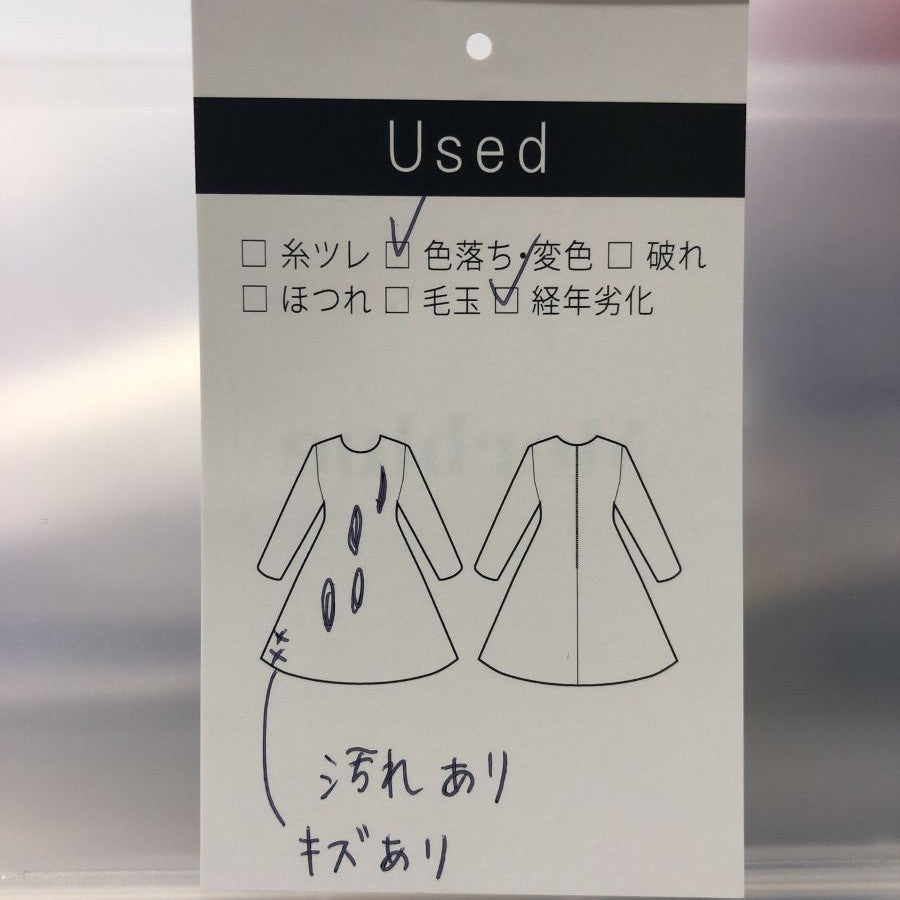 Used
□ 糸ツレ ☑ 色落ち・変色 □ 破れ
□ ほつれ □ 毛玉 ☑ 経年劣化
汚れあり
キズあり